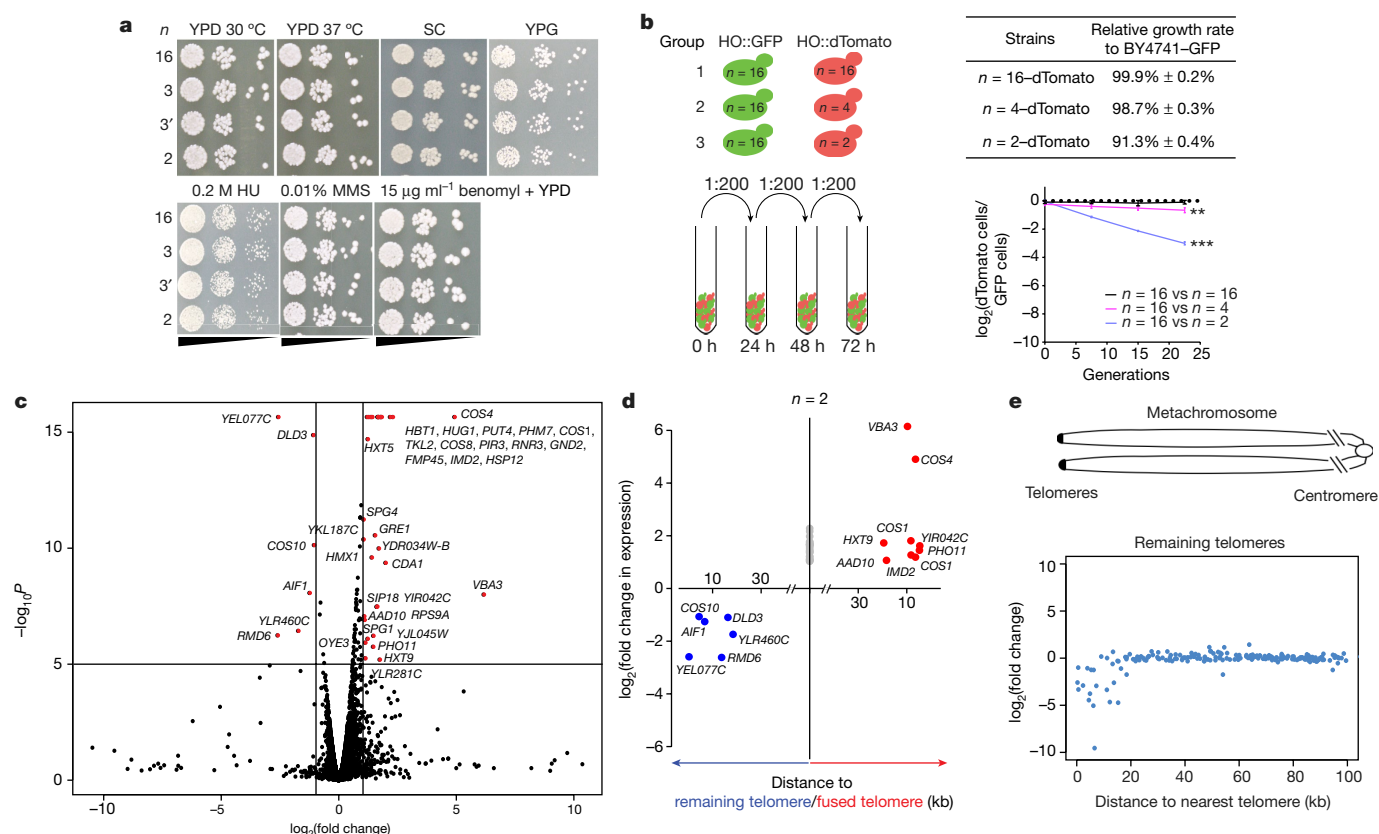 a
n YPD 30 ºC YPD 37 ºC SC YPG
16
3
3′
2
0.2 M HU 0.01% MMS 15 µg ml⁻¹ benomyl + YPD
16
3
3′
2
b
Group HO::GFP HO::dTomato
1 n = 16 n = 16
2 n = 16 n = 4
3 n = 16 n = 2
1:200 1:200 1:200
0 h 24 h 48 h 72 h
Strains Relative growth rate
to BY4741–GFP
n = 16–dTomato 99.9% ± 0.2%
n = 4–dTomato 98.7% ± 0.3%
n = 2–dTomato 91.3% ± 0.4%
log₂(dTomato cells/
GFP cells)
0
−2
−4
−6
−8
−10
**
***
n = 16 vs n = 16
n = 16 vs n = 4
n = 16 vs n = 2
0 5 10 15 20 25
Generations
c
−log₁₀P
15
10
5
0
YEL077C
DLD3
COS10
AIF1
YLR460C
RMD6
COS4
HBT1, HUG1, PUT4, PHM7, COS1,
TKL2, COS8, PIR3, RNR3, GND2,
FMP45, IMD2, HSP12
HXT5
SPG4
YKL187C GRE1
YDR034W-B
HMX1 CDA1
VBA3
SIP18 YIR042C
AAD10 RPS9A
SPG1 YJL045W
OYE3 PHO11
HXT9
YLR281C
−10 −5 0 5 10
log₂(fold change)
d
n = 2
log₂(fold change in expression)
6
4
2
0
−2
−4
−6
VBA3
COS4
COS1
HXT9 YIR042C
PHO11
AAD10 IMD2 COS1
10 30 30 10
COS10 DLD3
AIF1 YLR460C
YEL077C RMD6
Distance to
remaining telomere/fused telomere (kb)
e
Metachromosome
Telomeres Centromere
Remaining telomeres
log₂(fold change)
10
5
0
−5
−10
0 20 40 60 80 100
Distance to nearest telomere (kb)